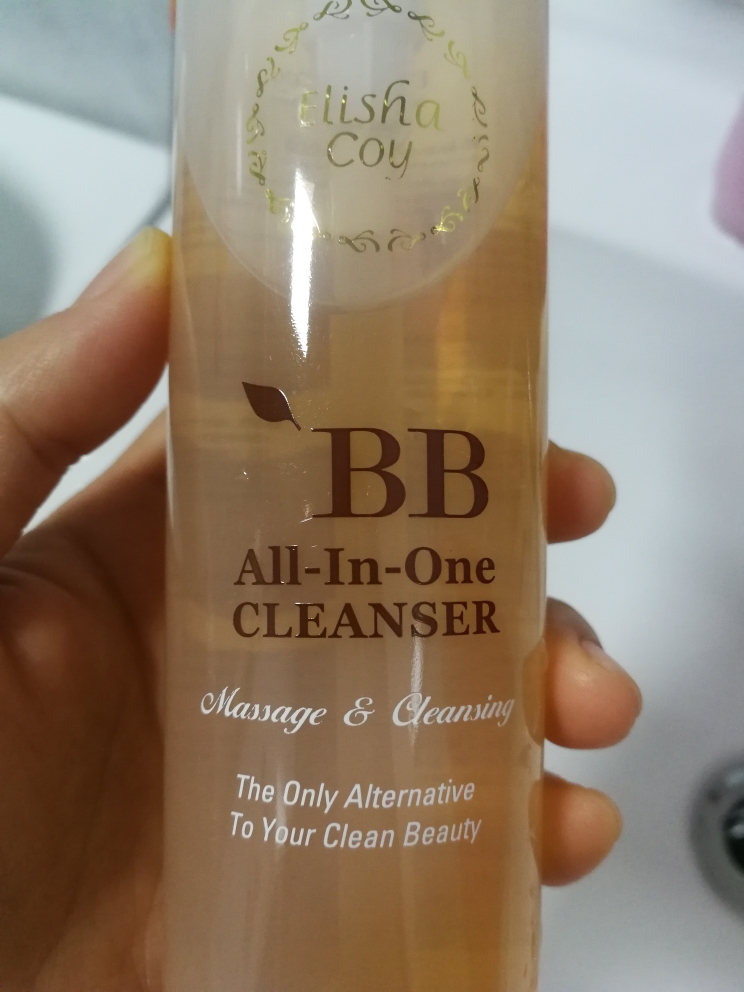 Elisha
Coy
BB
All-In-One
CLEANSER
Massage & Cleansing
The Only Alternative
To Your Clean Beauty